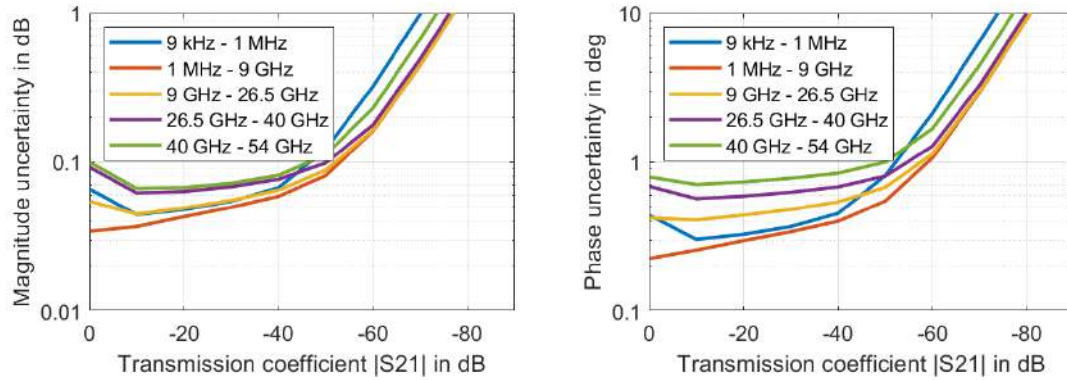 Magnitude uncertainty in dB
1
0.1
0.01
9 kHz - 1 MHz
1 MHz - 9 GHz
9 GHz - 26.5 GHz
26.5 GHz - 40 GHz
40 GHz - 54 GHz
0 -20 -40 -60 -80
Transmission coefficient |S21| in dB
Phase uncertainty in deg
10
1
0.1
9 kHz - 1 MHz
1 MHz - 9 GHz
9 GHz - 26.5 GHz
26.5 GHz - 40 GHz
40 GHz - 54 GHz
0 -20 -40 -60 -80
Transmission coefficient |S21| in dB